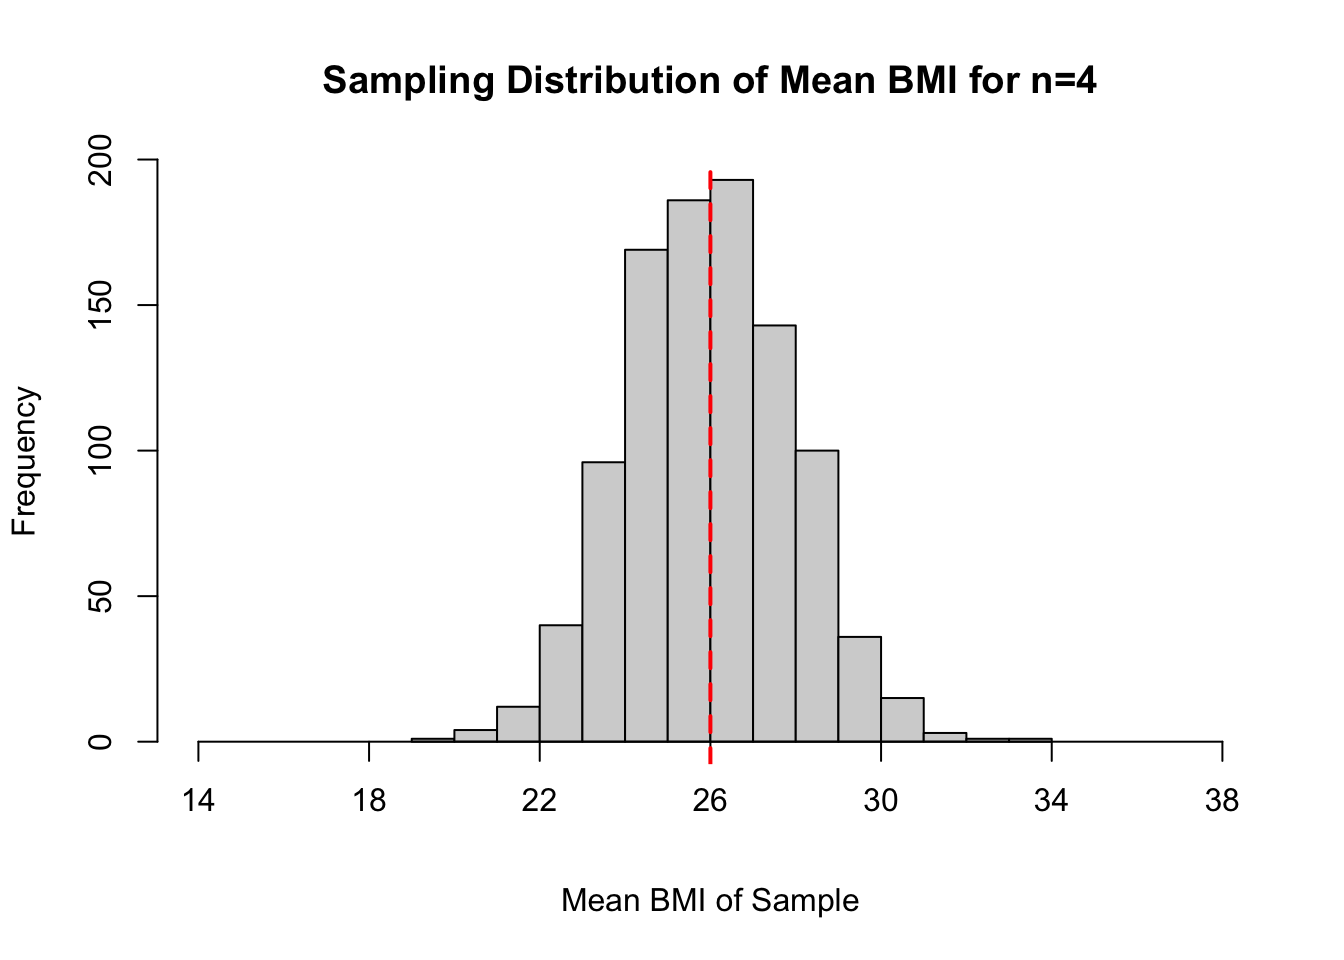 Sampling Distribution of Mean BMI for n=4
200
150
100
50
0
Frequency
14 18 22 26 30 34 38
Mean BMI of Sample